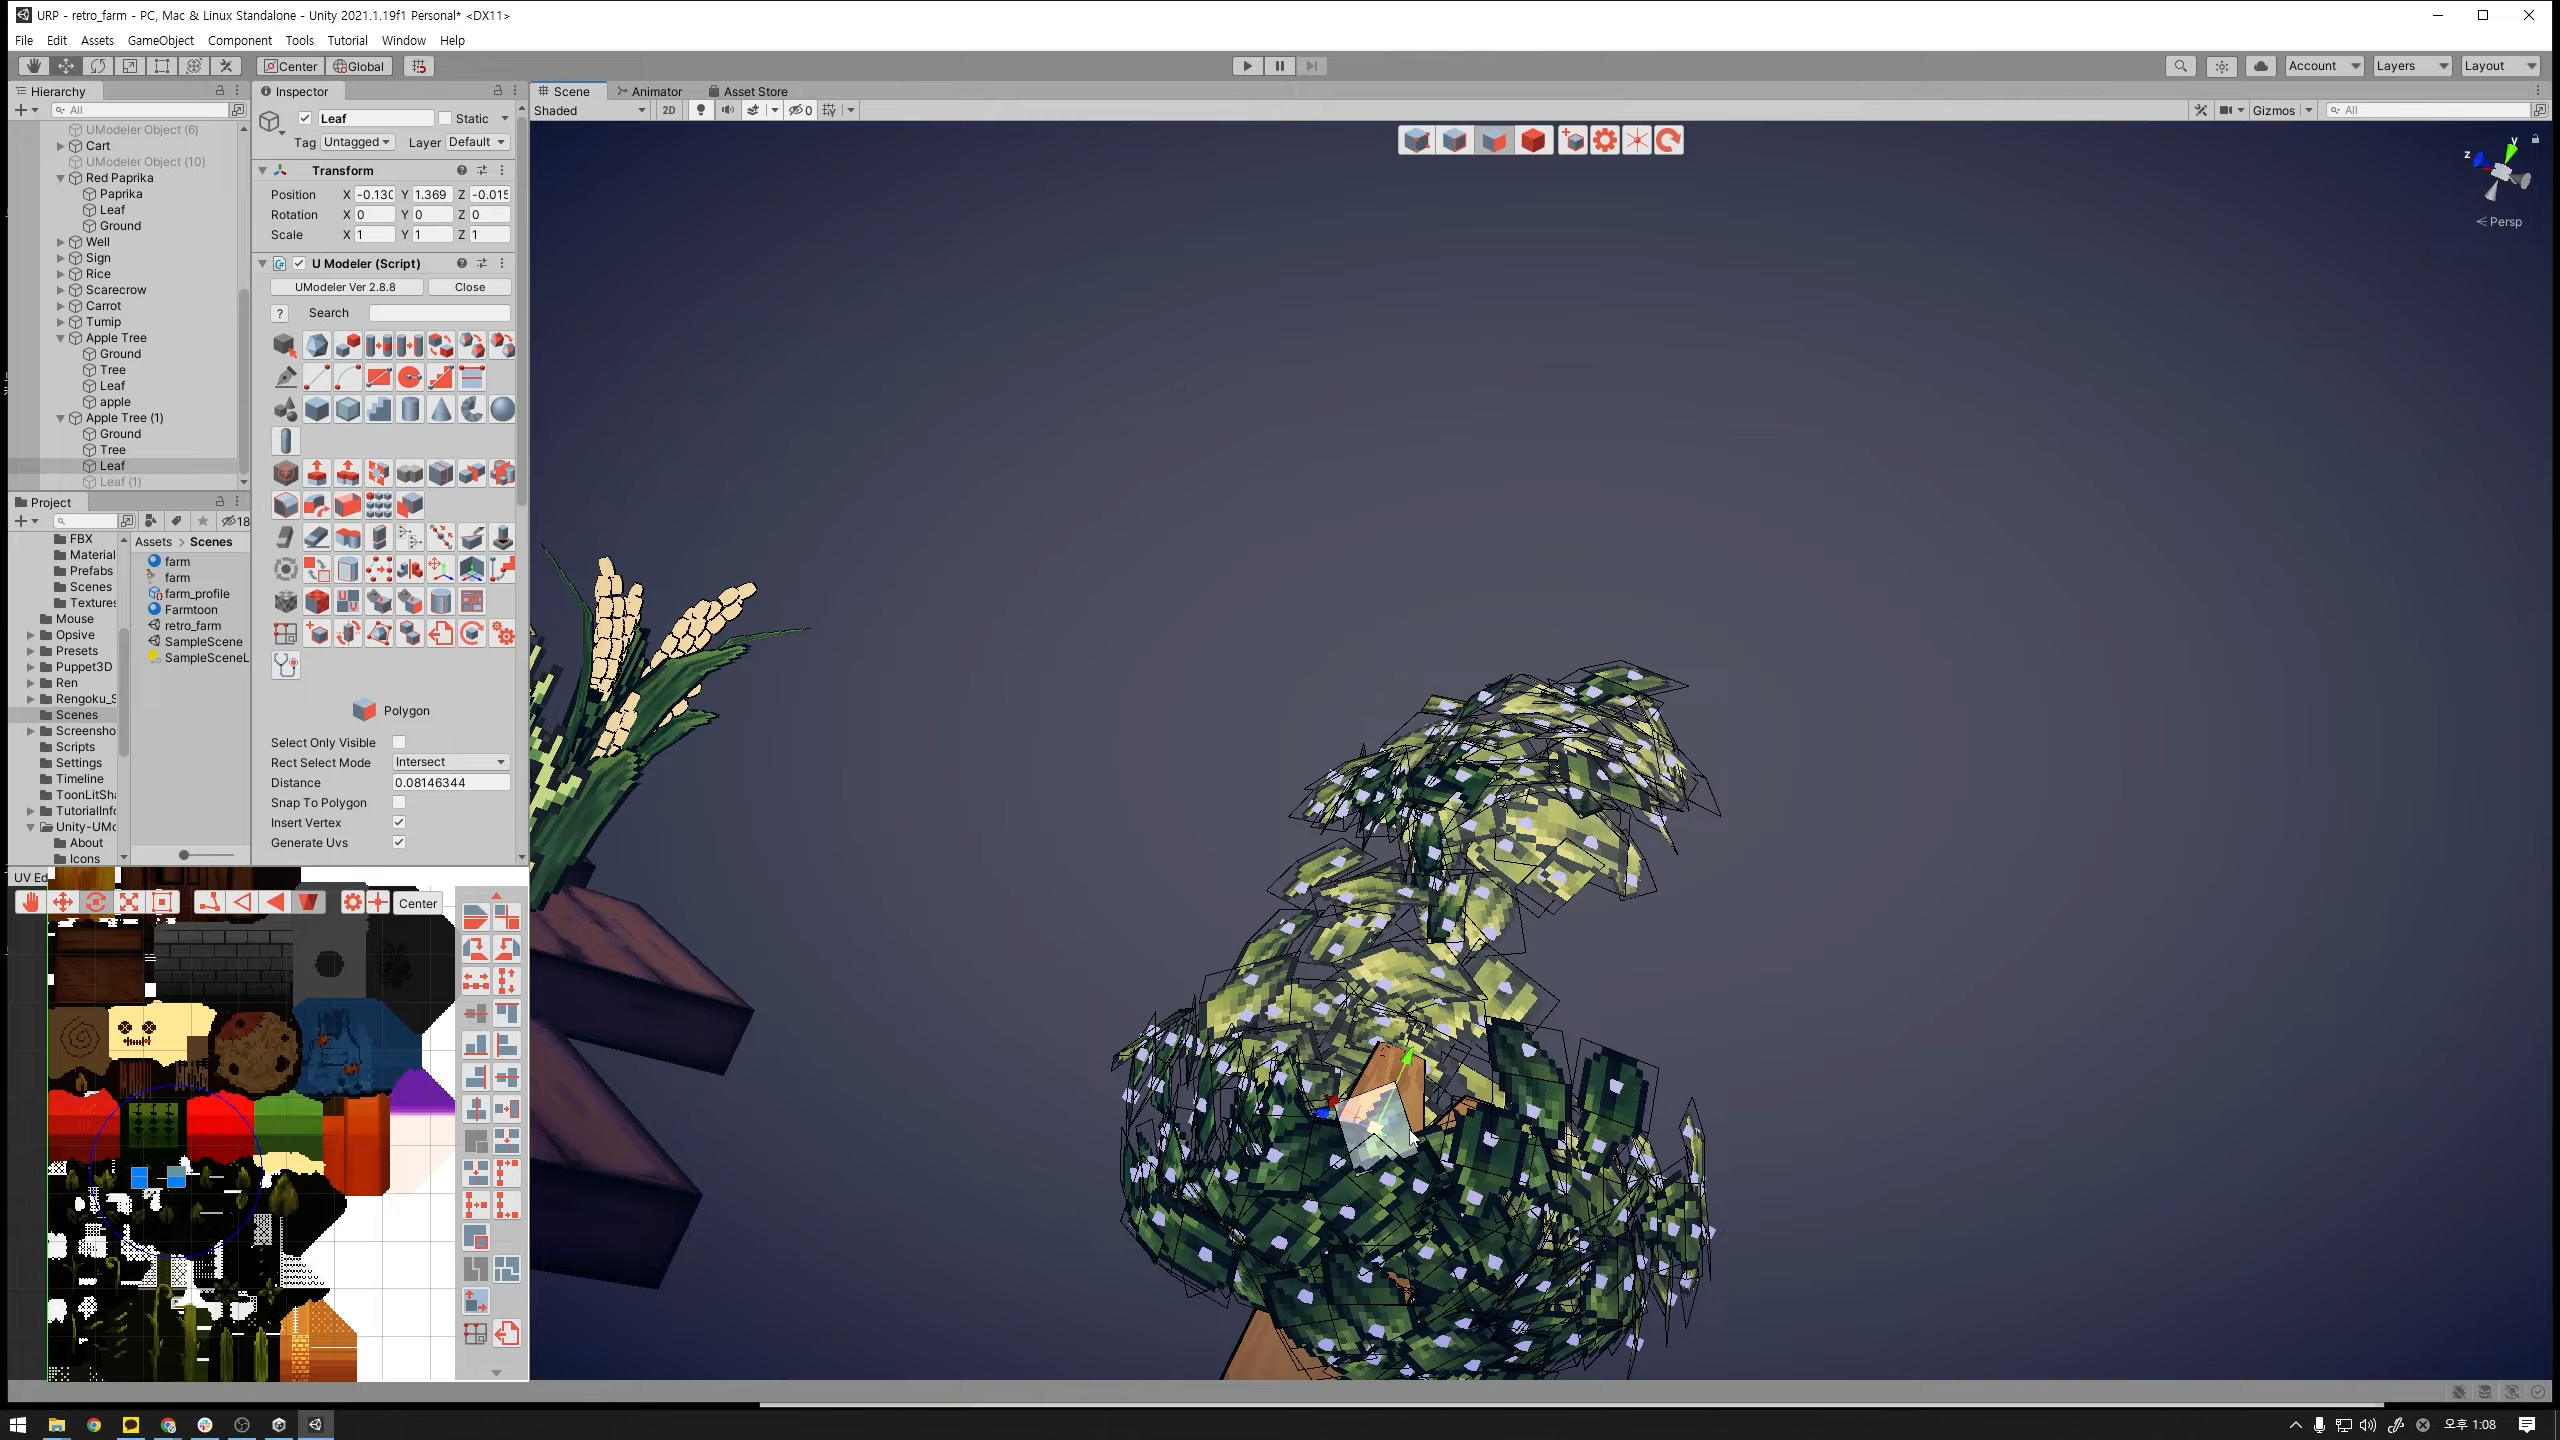 URP - retro_farm - PC, Mac & Linux Standalone - Unity 2021.1.19f1 Personal* <DX11>
File Edit Assets GameObject Component Tools Tutorial Window Help
Center Global
Account Layers Layout
Hierarchy
All
UModeler Object (6)
Cart
UModeler Object (10)
Red Paprika
Paprika
Leaf
Ground
Well
Sign
Rice
Scarecrow
Carrot
Turnip
Apple Tree
Ground
Tree
Leaf
apple
Apple Tree (1)
Ground
Tree
Leaf
Leaf (1)
Inspector
Leaf Static
Tag Untagged Layer Default
Transform
Position X -0.130 Y 1.369 Z -0.015
Rotation X 0 Y 0 Z 0
Scale X 1 Y 1 Z 1
U Modeler (Script)
UModeler Ver 2.8.8 Close
? Search
Polygon
Select Only Visible
Rect Select Mode Intersect
Distance 0.08146344
Snap To Polygon
Insert Vertex
Generate Uvs
Project
18
FBX
Material
Prefabs
Scenes
Textures
Mouse
Opsive
Presets
Puppet3D
Ren
Rengoku_S
Scenes
Screensho
Scripts
Settings
Timeline
ToonLitSha
TutorialInfo
Unity-UMo
About
Icons
Assets > Scenes
farm
farm
farm_profile
Farmtoon
retro_farm
SampleScene
SampleSceneL
UV Ed
Center
Scene Animator Asset Store
Shaded 2D 0 Gizmos All
y
z
Persp
오후 1:08